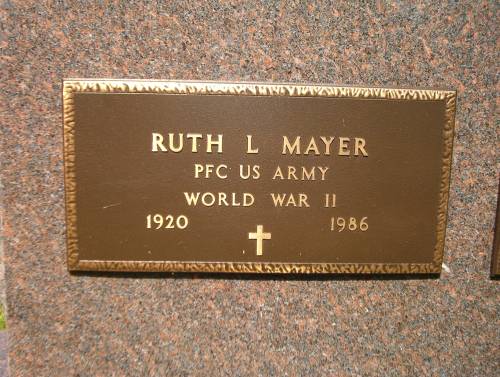 RUTH L MAYER
PFC US ARMY
WORLD WAR II
1920 1986